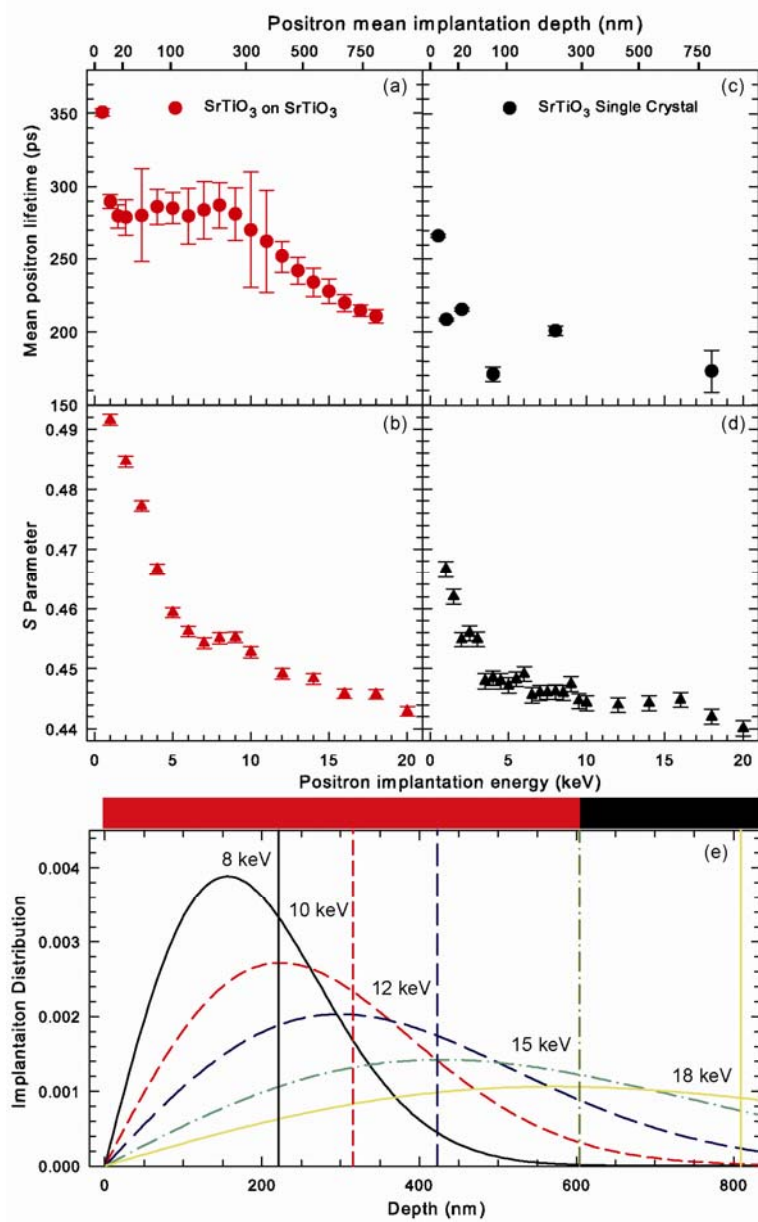 Positron mean implantation depth (nm)
0 20 100 300 500 750 20 100 300 500 750
(a)
SrTiO3 on SrTiO3
(c)
SrTiO3 Single Crystal
Mean positron lifetime (ps)
350
300
250
200
150
(b)
(d)
S Parameter
0.49
0.48
0.47
0.46
0.45
0.44
0 5 10 15 20 5 10 15 20
Positron implantation energy (keV)
(e)
Implantaiton Distribution
0.004
0.003
0.002
0.001
0.000
8 keV
10 keV
12 keV
15 keV
18 keV
0 200 400 600 800
Depth (nm)